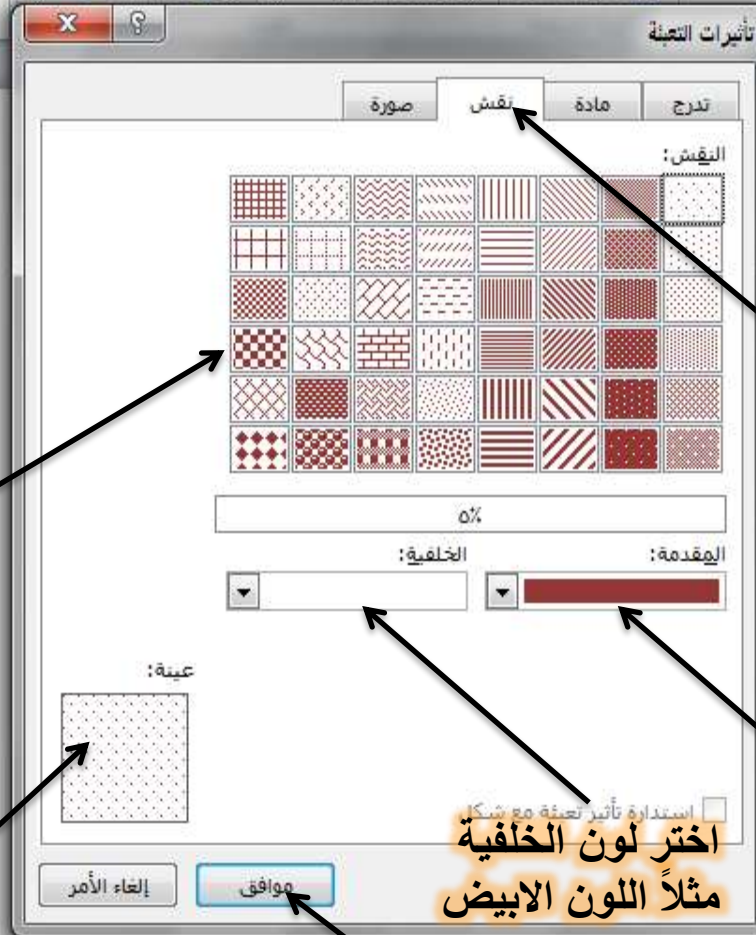 تأثيرات التعبئة
تدرج
مادة
نقش
صورة
النقش:
٥%
المقدمة:
الخلفية:
عينة:
استدارة تأثير تعبئة مع شكل
اختر لون الخلفية
مثلاً اللون الابيض
موافق
إلغاء الأمر